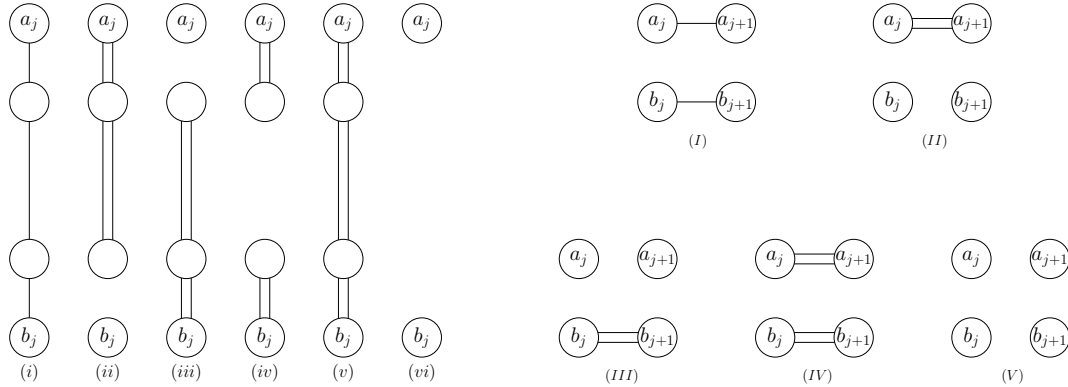 a_j a_j a_j a_j a_j a_j
b_j b_j b_j b_j b_j b_j
(i) (ii) (iii) (iv) (v) (vi)
a_j a_{j+1} a_j a_{j+1}
b_j b_{j+1} b_j b_{j+1}
(I) (II)
a_j a_{j+1} a_j a_{j+1} a_j a_{j+1}
b_j b_{j+1} b_j b_{j+1} b_j b_{j+1}
(III) (IV) (V)